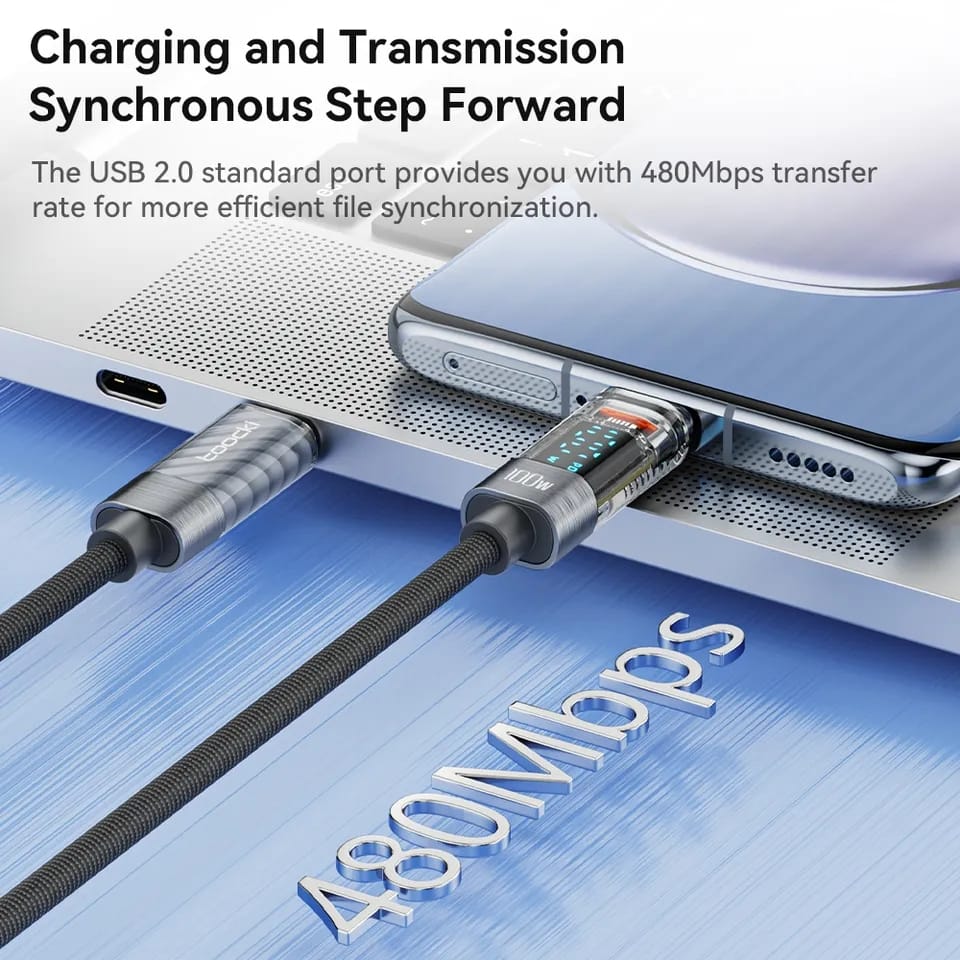 Charging and Transmission
Synchronous Step Forward
The USB 2.0 standard port provides you with 480Mbps transfer
rate for more efficient file synchronization.
toocki
100W
W
PD
480Mbps